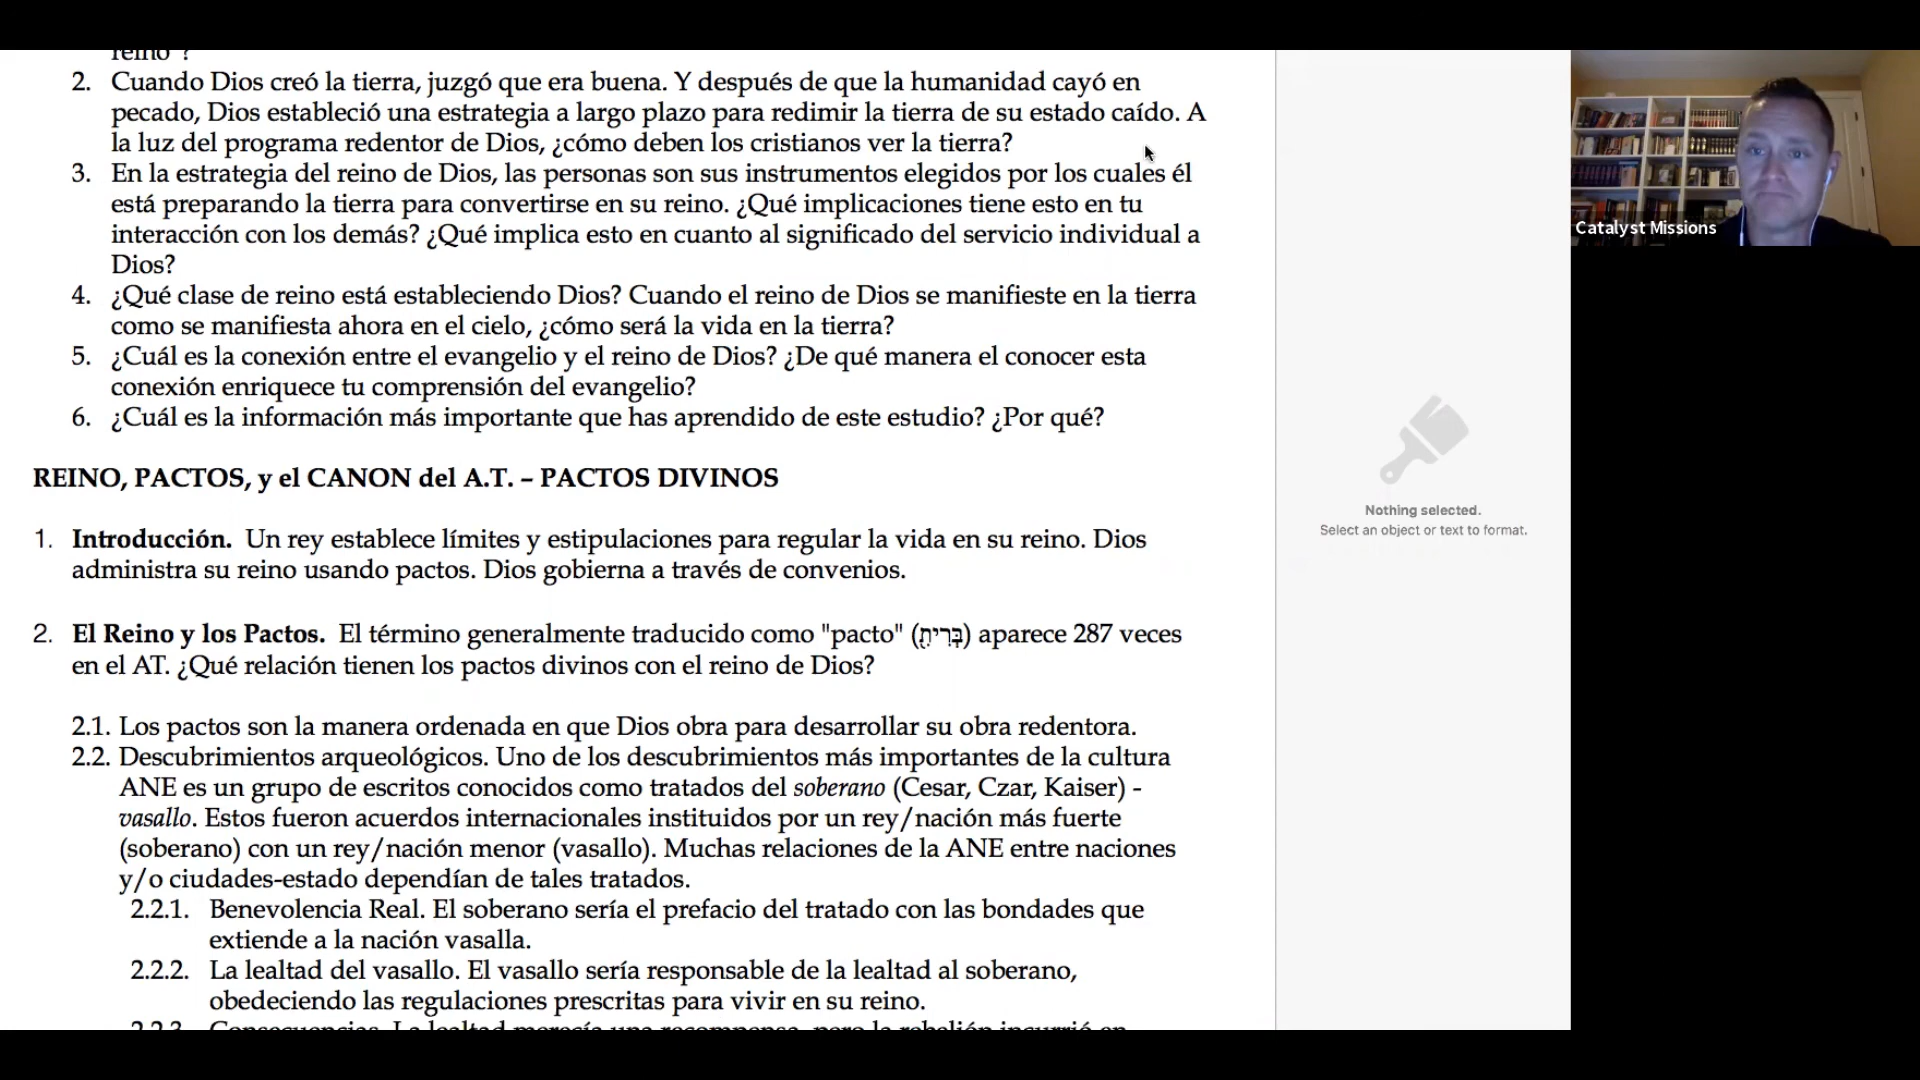 reino"?
2. Cuando Dios creó la tierra, juzgó que era buena. Y después de que la humanidad cayó en
pecado, Dios estableció una estrategia a largo plazo para redimir la tierra de su estado caído. A
la luz del programa redentor de Dios, ¿cómo deben los cristianos ver la tierra?
3. En la estrategia del reino de Dios, las personas son sus instrumentos elegidos por los cuales él
está preparando la tierra para convertirse en su reino. ¿Qué implicaciones tiene esto en tu
interacción con los demás? ¿Qué implica esto en cuanto al significado del servicio individual a
Dios?
4. ¿Qué clase de reino está estableciendo Dios? Cuando el reino de Dios se manifieste en la tierra
como se manifiesta ahora en el cielo, ¿cómo será la vida en la tierra?
5. ¿Cuál es la conexión entre el evangelio y el reino de Dios? ¿De qué manera el conocer esta
conexión enriquece tu comprensión del evangelio?
6. ¿Cuál es la información más importante que has aprendido de este estudio? ¿Por qué?
REINO, PACTOS, y el CANON del A.T. – PACTOS DIVINOS
1. Introducción. Un rey establece límites y estipulaciones para regular la vida en su reino. Dios
administra su reino usando pactos. Dios gobierna a través de convenios.
2. El Reino y los Pactos. El término generalmente traducido como "pacto" (בְּרִית) aparece 287 veces
en el AT. ¿Qué relación tienen los pactos divinos con el reino de Dios?
2.1. Los pactos son la manera ordenada en que Dios obra para desarrollar su obra redentora.
2.2. Descubrimientos arqueológicos. Uno de los descubrimientos más importantes de la cultura
ANE es un grupo de escritos conocidos como tratados del soberano (Cesar, Czar, Kaiser) -
vasallo. Estos fueron acuerdos internacionales instituidos por un rey/nación más fuerte
(soberano) con un rey/nación menor (vasallo). Muchas relaciones de la ANE entre naciones
y/o ciudades-estado dependían de tales tratados.
2.2.1. Benevolencia Real. El soberano sería el prefacio del tratado con las bondades que
extiende a la nación vasalla.
2.2.2. La lealtad del vasallo. El vasallo sería responsable de la lealtad al soberano,
obedeciendo las regulaciones prescritas para vivir en su reino.
2.2.3. Consecuencias. La lealtad merecía una recompensa, pero la rebelión incurrió en
Nothing selected.
Select an object or text to format.
Catalyst Missions